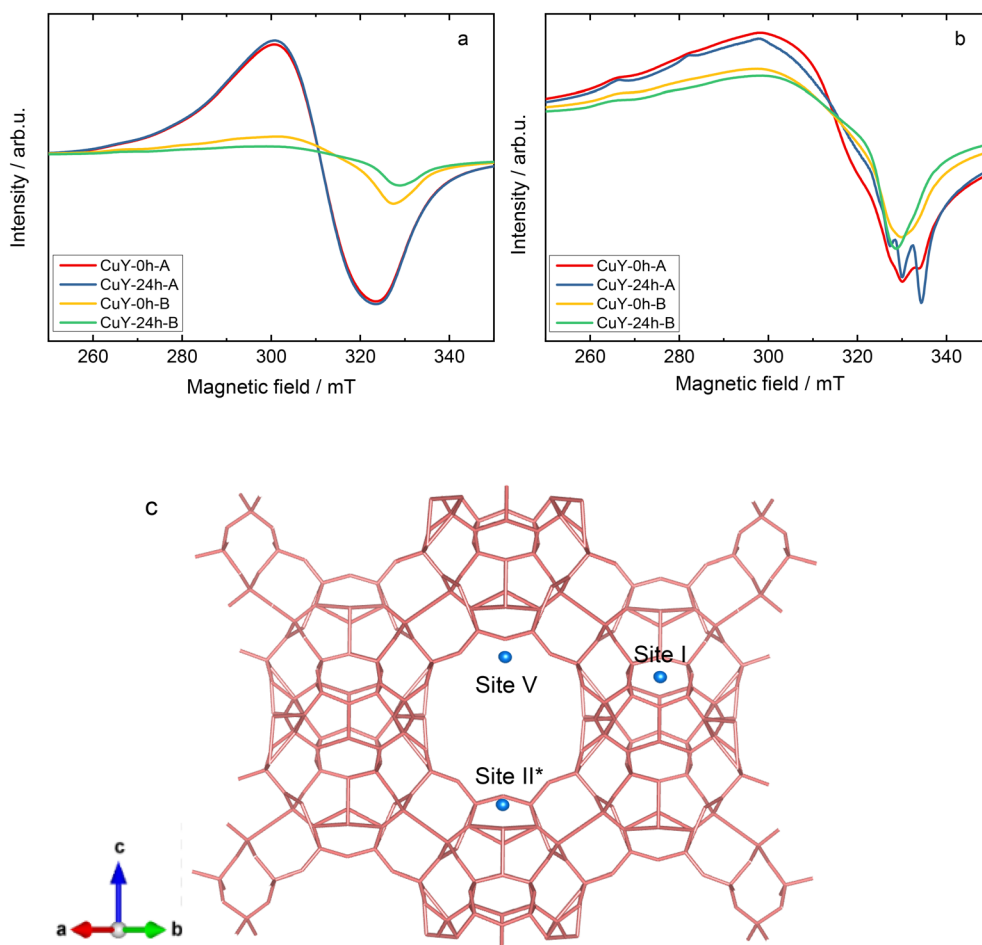 a
Intensity / arb.u.
CuY-0h-A
CuY-24h-A
CuY-0h-B
CuY-24h-B
260 280 300 320 340
Magnetic field / mT
b
Intensity / arb.u.
CuY-0h-A
CuY-24h-A
CuY-0h-B
CuY-24h-B
260 280 300 320 340
Magnetic field / mT
c
Site I
Site V
Site II*
c
a b